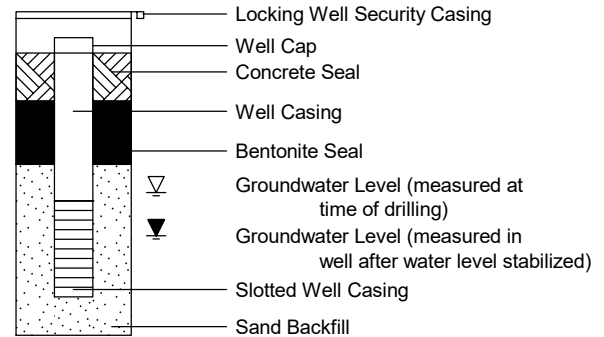 Locking Well Security Casing
Well Cap
Concrete Seal
Well Casing
Bentonite Seal
Groundwater Level (measured at
time of drilling)
Groundwater Level (measured in
well after water level stabilized)
Slotted Well Casing
Sand Backfill